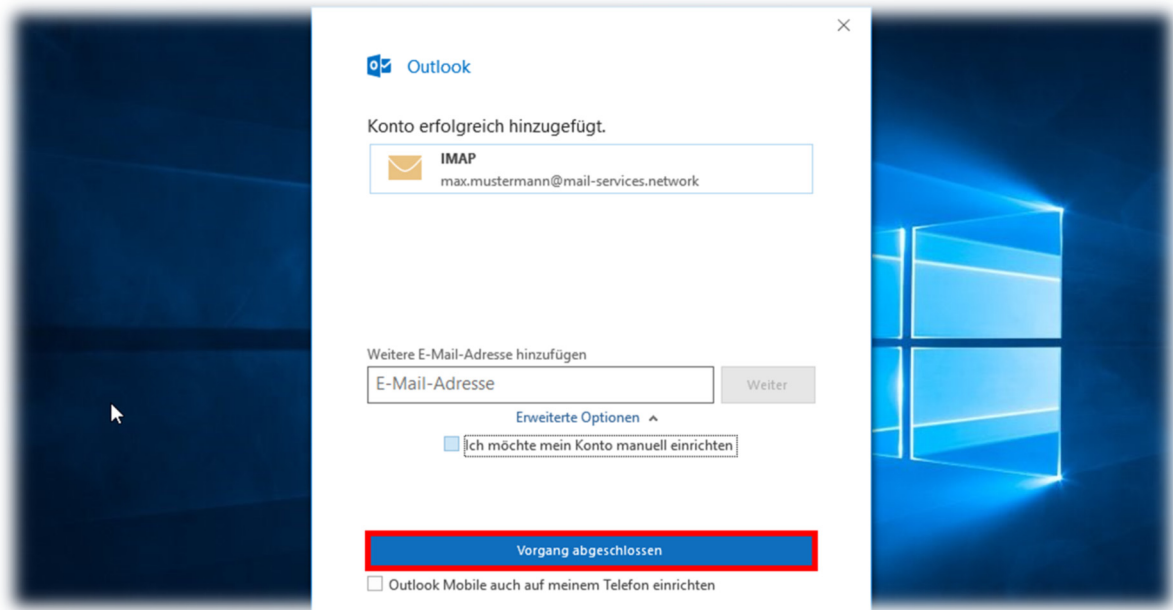 Outlook
Konto erfolgreich hinzugefügt.
IMAP
max.mustermann@mail-services.network
Weitere E-Mail-Adresse hinzufügen
E-Mail-Adresse
Weiter
Erweiterte Optionen
Ich möchte mein Konto manuell einrichten
Vorgang abgeschlossen
Outlook Mobile auch auf meinem Telefon einrichten